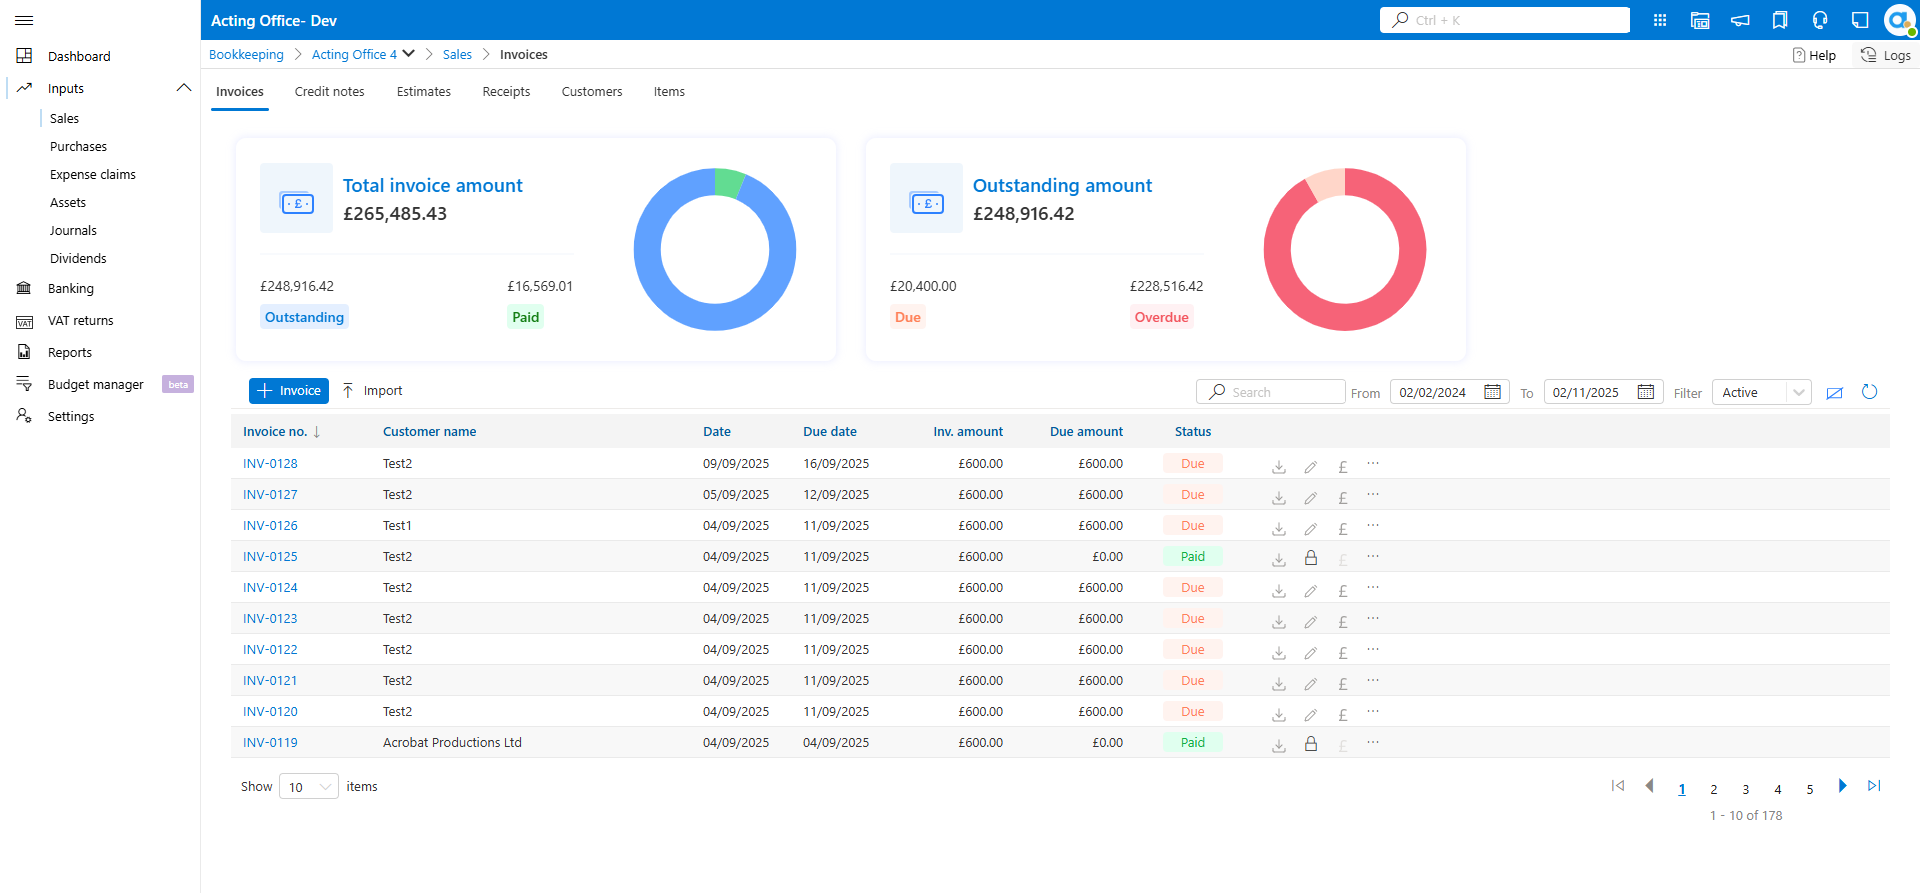 Acting Office- Dev
Ctrl + K
Bookkeeping
Acting Office 4
Sales
Invoices
Help
Logs
Dashboard
Inputs
Sales
Purchases
Expense claims
Assets
Journals
Dividends
Banking
VAT
VAT returns
Reports
Budget manager beta
Settings
Invoices Credit notes Estimates Receipts Customers Items
£
Total invoice amount
£265,485.43
£248,916.42 £16,569.01
Outstanding Paid
£
Outstanding amount
£248,916.42
£20,400.00 £228,516.42
Due Overdue
Invoice Import Search From 02/02/2024 To 02/11/2025 Filter Active
Invoice no. ↓ Customer name Date Due date Inv. amount Due amount Status
INV-0128 Test2 09/09/2025 16/09/2025 £600.00 £600.00 Due £ ...
INV-0127 Test2 05/09/2025 12/09/2025 £600.00 £600.00 Due £ ...
INV-0126 Test1 04/09/2025 11/09/2025 £600.00 £600.00 Due £ ...
INV-0125 Test2 04/09/2025 11/09/2025 £600.00 £0.00 Paid £ ...
INV-0124 Test2 04/09/2025 11/09/2025 £600.00 £600.00 Due £ ...
INV-0123 Test2 04/09/2025 11/09/2025 £600.00 £600.00 Due £ ...
INV-0122 Test2 04/09/2025 11/09/2025 £600.00 £600.00 Due £ ...
INV-0121 Test2 04/09/2025 11/09/2025 £600.00 £600.00 Due £ ...
INV-0120 Test2 04/09/2025 11/09/2025 £600.00 £600.00 Due £ ...
INV-0119 Acrobat Productions Ltd 04/09/2025 04/09/2025 £600.00 £0.00 Paid £ ...
Show 10 items
1 2 3 4 5
1 - 10 of 178